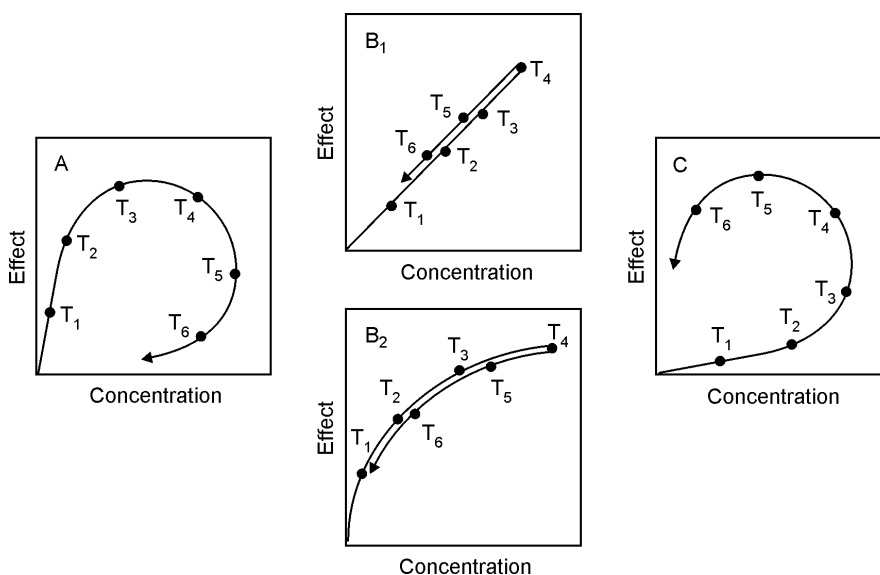 A
T1
T2
T3
T4
T5
T6
Effect
Concentration
B1
T4
T5
T3
T6
T2
T1
Effect
Concentration
B2
T4
T3
T5
T2
T6
T1
Effect
Concentration
C
T5
T6
T4
T3
T2
T1
Effect
Concentration